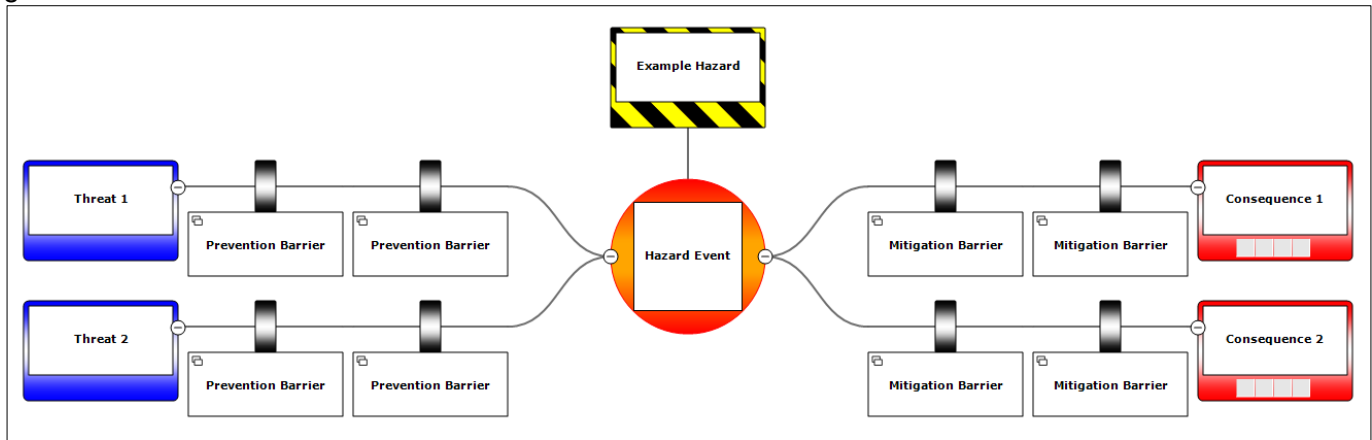 Example Hazard
Threat 1
Prevention Barrier
Prevention Barrier
Hazard Event
Mitigation Barrier
Mitigation Barrier
Consequence 1
Threat 2
Prevention Barrier
Prevention Barrier
Mitigation Barrier
Mitigation Barrier
Consequence 2